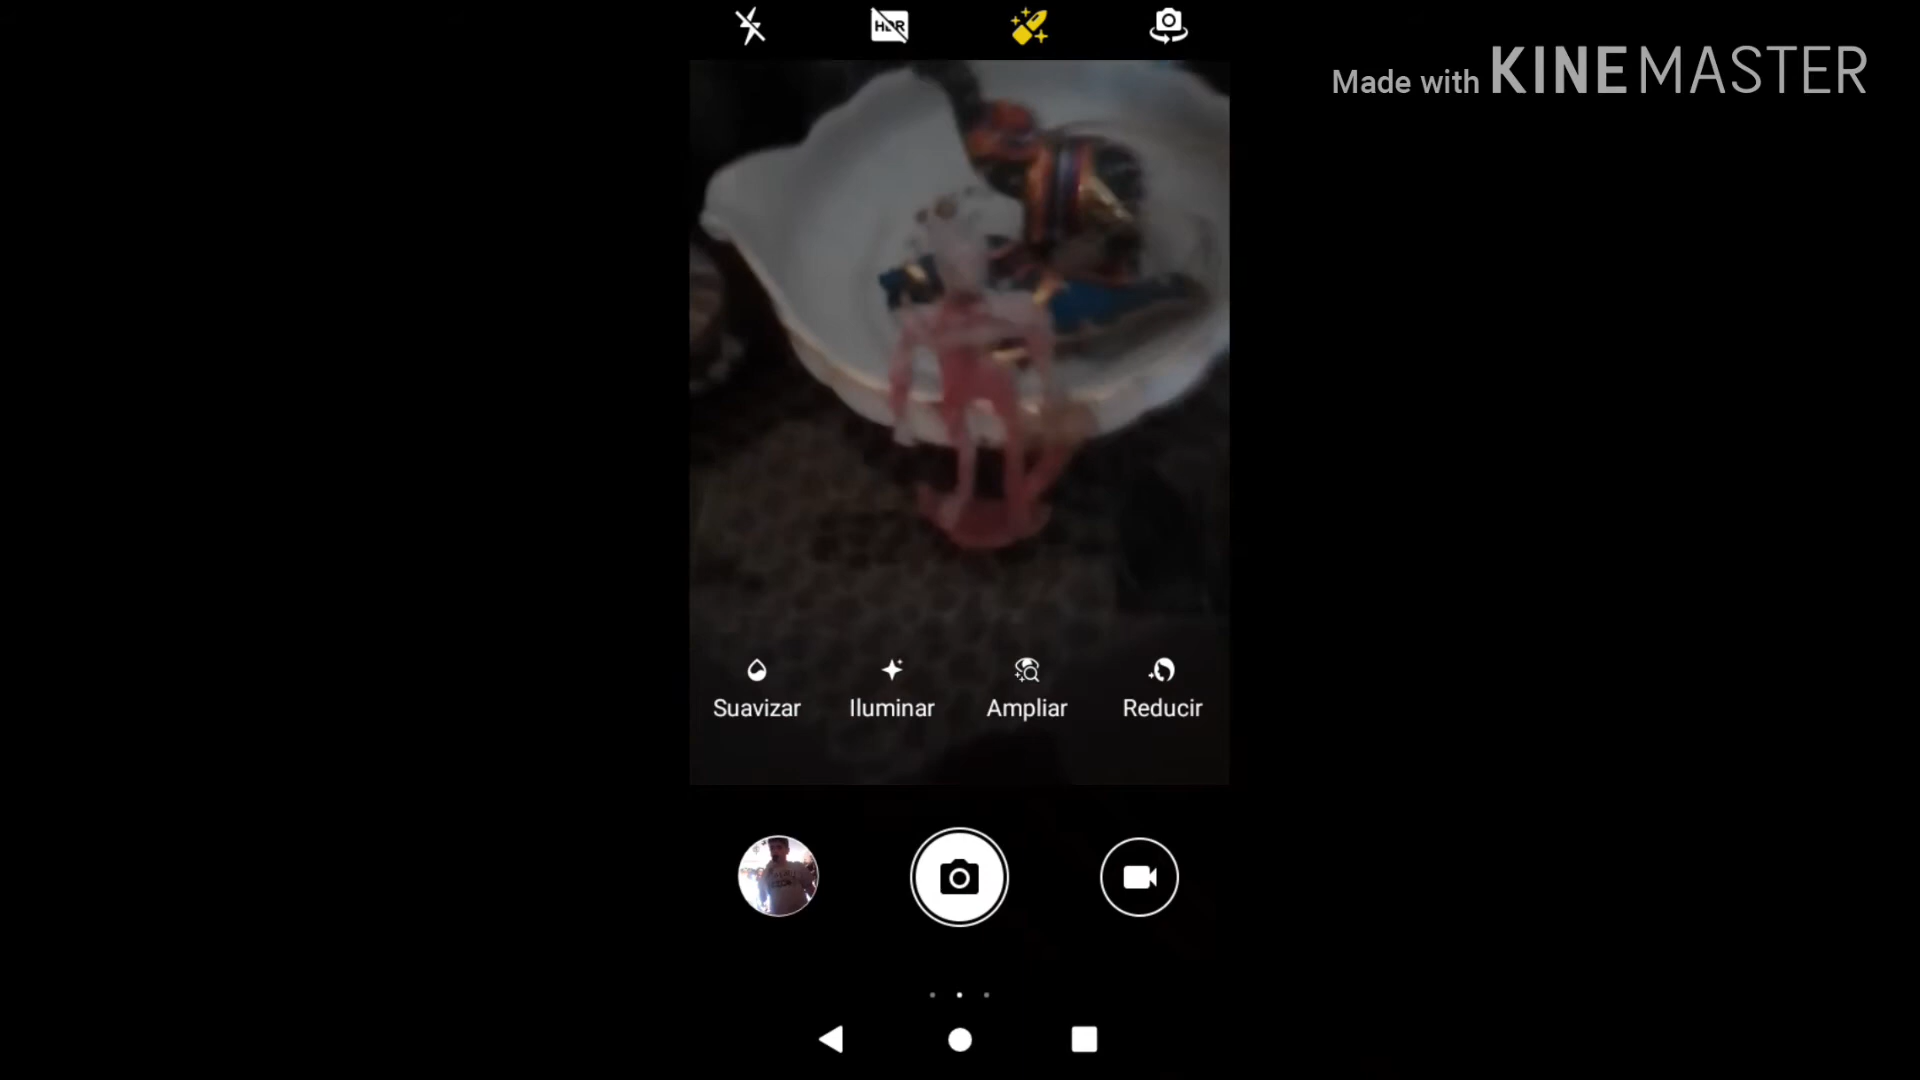 HDR
Made with KINEMASTER
Suavizar
Iluminar
Ampliar
Reducir